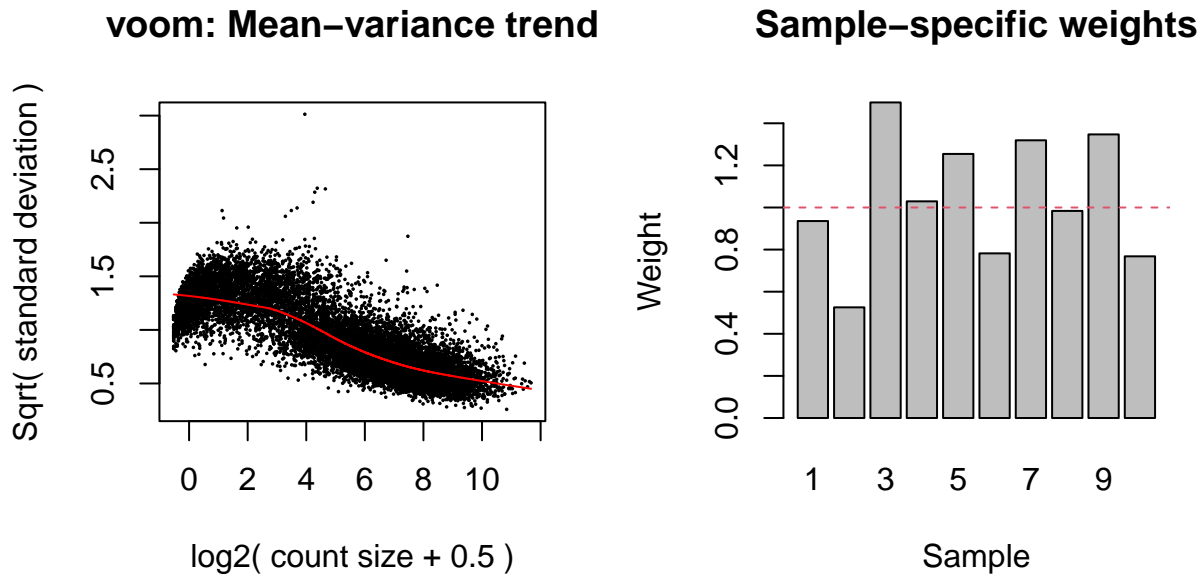 voom: Mean−variance trend
Sqrt( standard deviation )
0.5 1.5 2.5
0 2 4 6 8 10
log2( count size + 0.5 )
Sample−specific weights
Weight
0.0 0.4 0.8 1.2
1 3 5 7 9
Sample